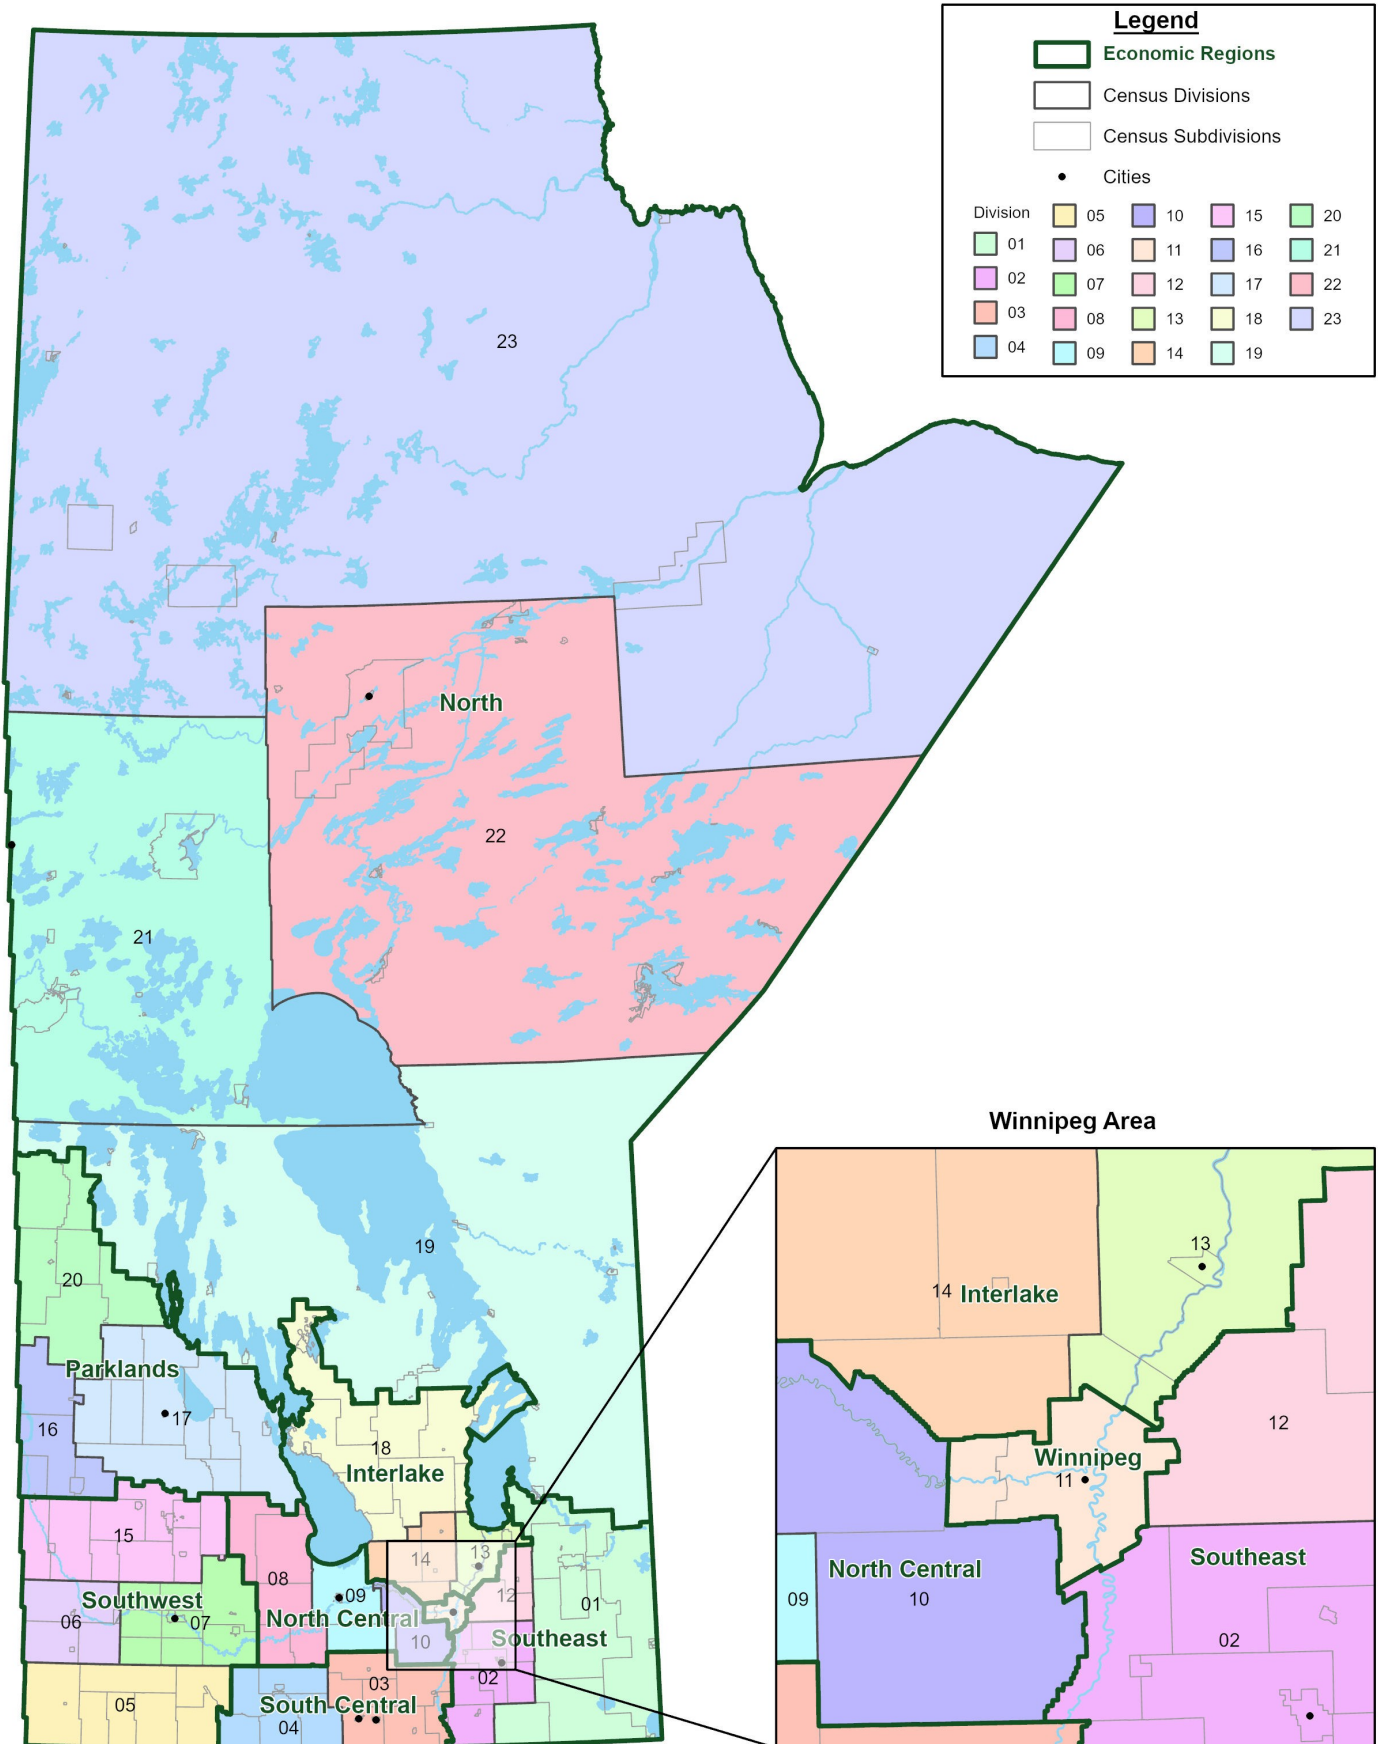 Legend
Economic Regions
Census Divisions
Census Subdivisions
Cities
Division
01
02
03
04
05
06
07
08
09
10
11
12
13
14
15
16
17
18
19
20
21
22
23
23
North
22
21
19
20
Parklands
16
17
18
Interlake
15
14
13
08
09
12
01
Southwest
06
07
North Central
10
Southeast
02
03
05
South Central
04
Winnipeg Area
13
14 Interlake
12
Winnipeg
11
Southeast
North Central
09
10
02